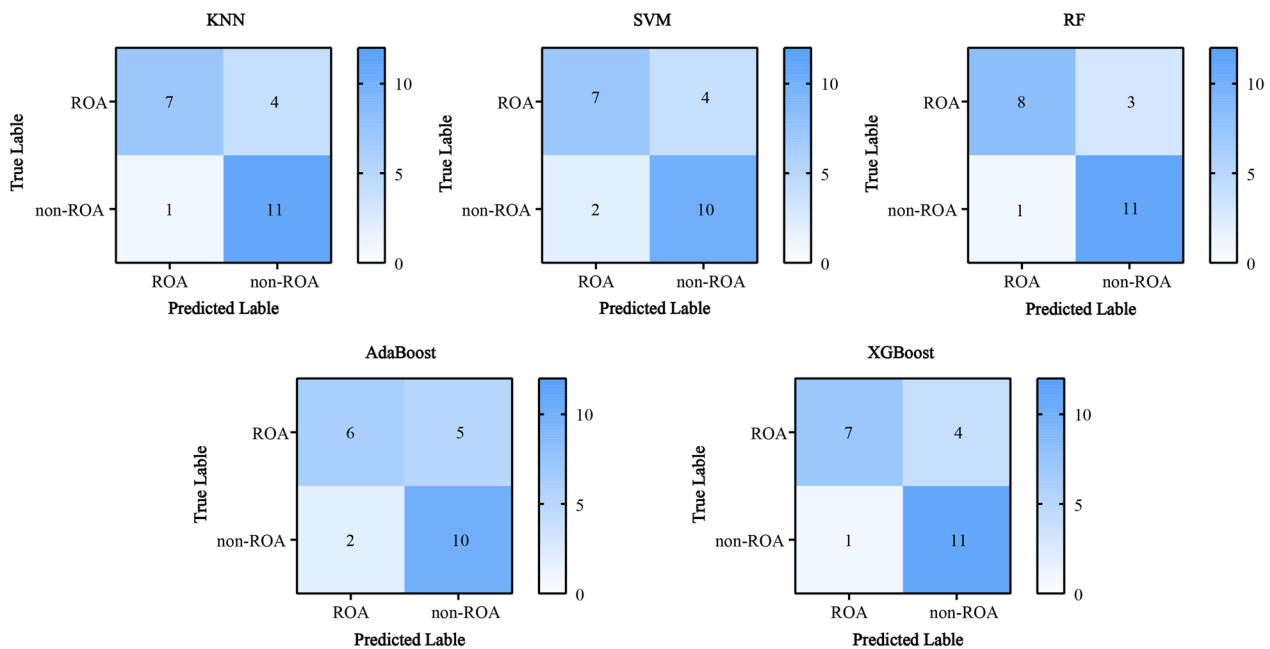 KNN
SVM
RF
ROA
7
4
10
5
0
True Lable
non-ROA
1
11
ROA
non-ROA
Predicted Lable
ROA
7
4
10
5
0
True Lable
non-ROA
2
10
ROA
non-ROA
Predicted Lable
ROA
8
3
10
5
0
True Lable
non-ROA
1
11
ROA
non-ROA
Predicted Lable
AdaBoost
XGBoost
ROA
6
5
10
5
0
True Lable
non-ROA
2
10
ROA
non-ROA
Predicted Lable
ROA
7
4
10
5
0
True Lable
non-ROA
1
11
ROA
non-ROA
Predicted Lable